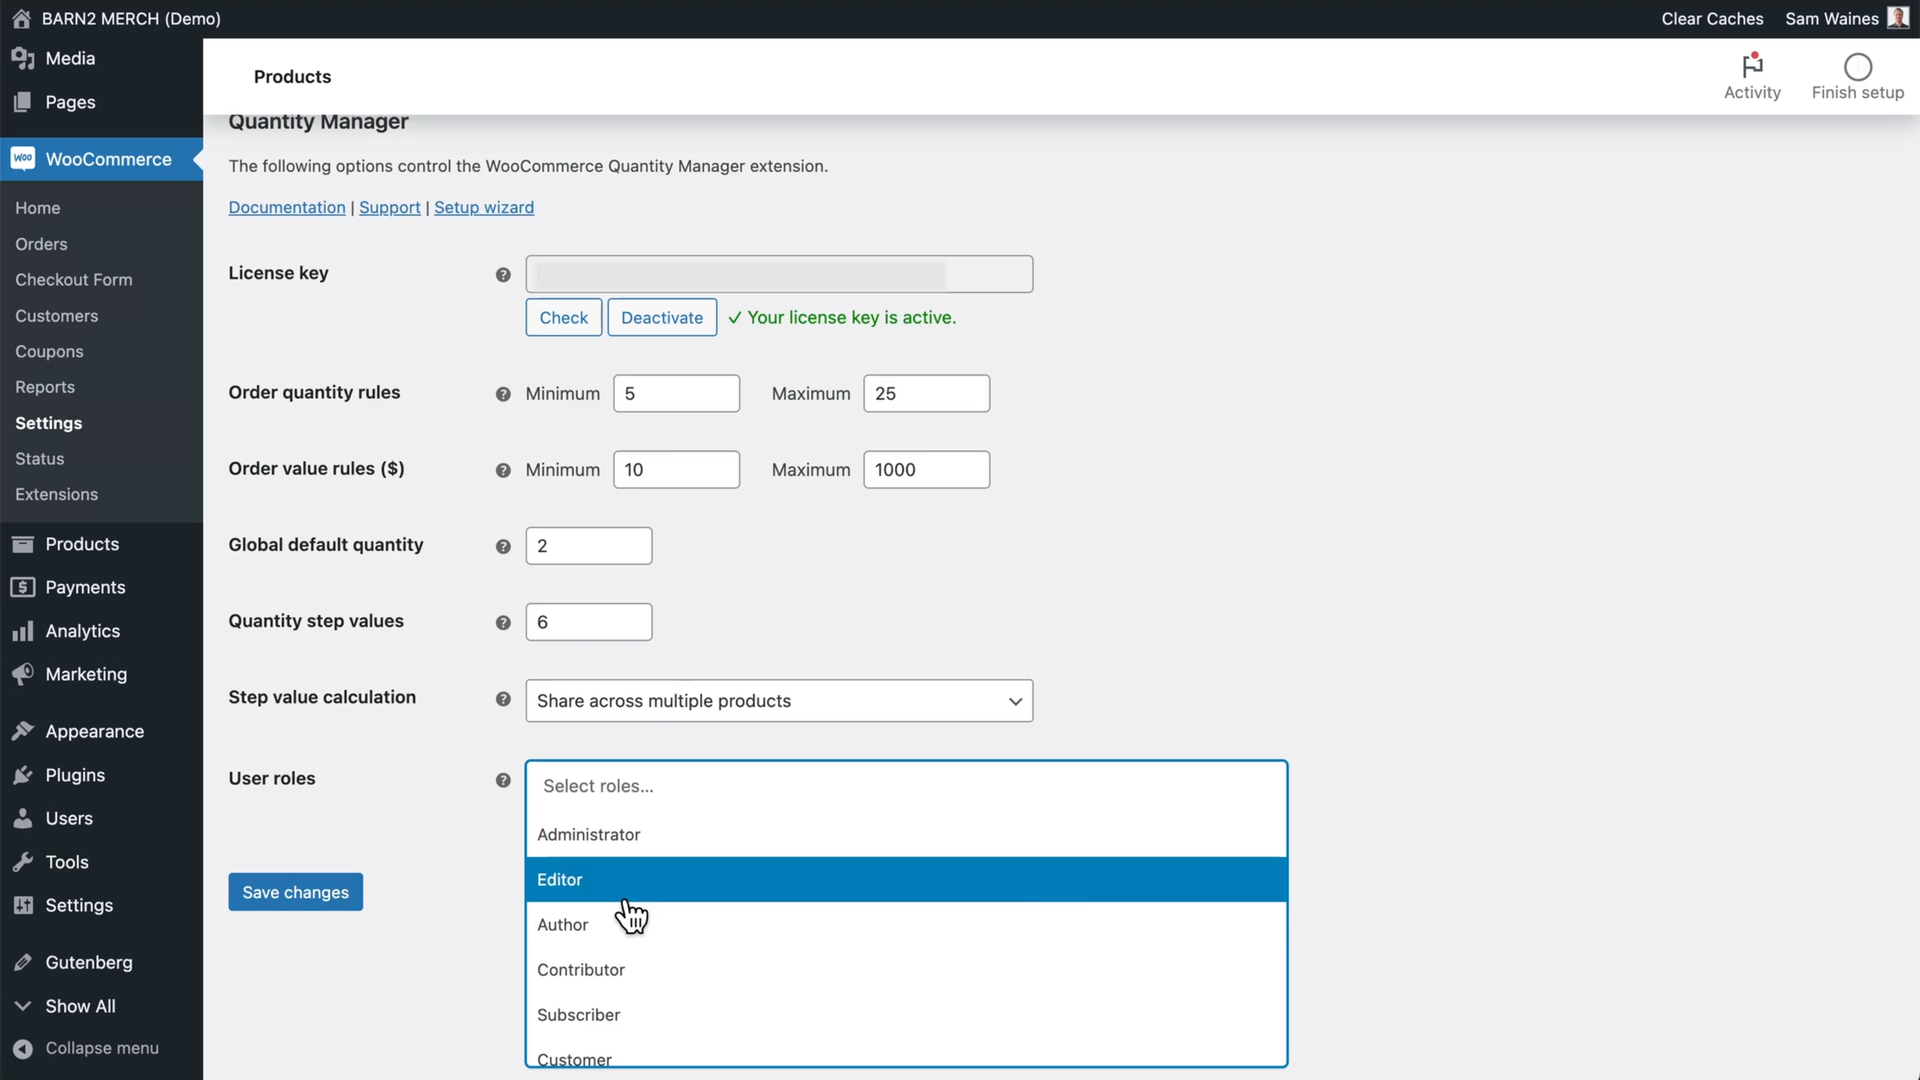 BARN2 MERCH (Demo)
Clear Caches
Sam Waines
Media
Pages
WooCommerce
Home
Orders
Checkout Form
Customers
Coupons
Reports
Settings
Status
Extensions
Products
Payments
Analytics
Marketing
Appearance
Plugins
Users
Tools
Settings
Gutenberg
Show All
Collapse menu
Products
Activity
Finish setup
Quantity Manager
The following options control the WooCommerce Quantity Manager extension.
Documentation | Support | Setup wizard
License key
Check Deactivate ✓ Your license key is active.
Order quantity rules Minimum 5 Maximum 25
Order value rules ($) Minimum 10 Maximum 1000
Global default quantity 2
Quantity step values 6
Step value calculation Share across multiple products
User roles Select roles...
Administrator
Editor
Author
Contributor
Subscriber
Customer
Save changes